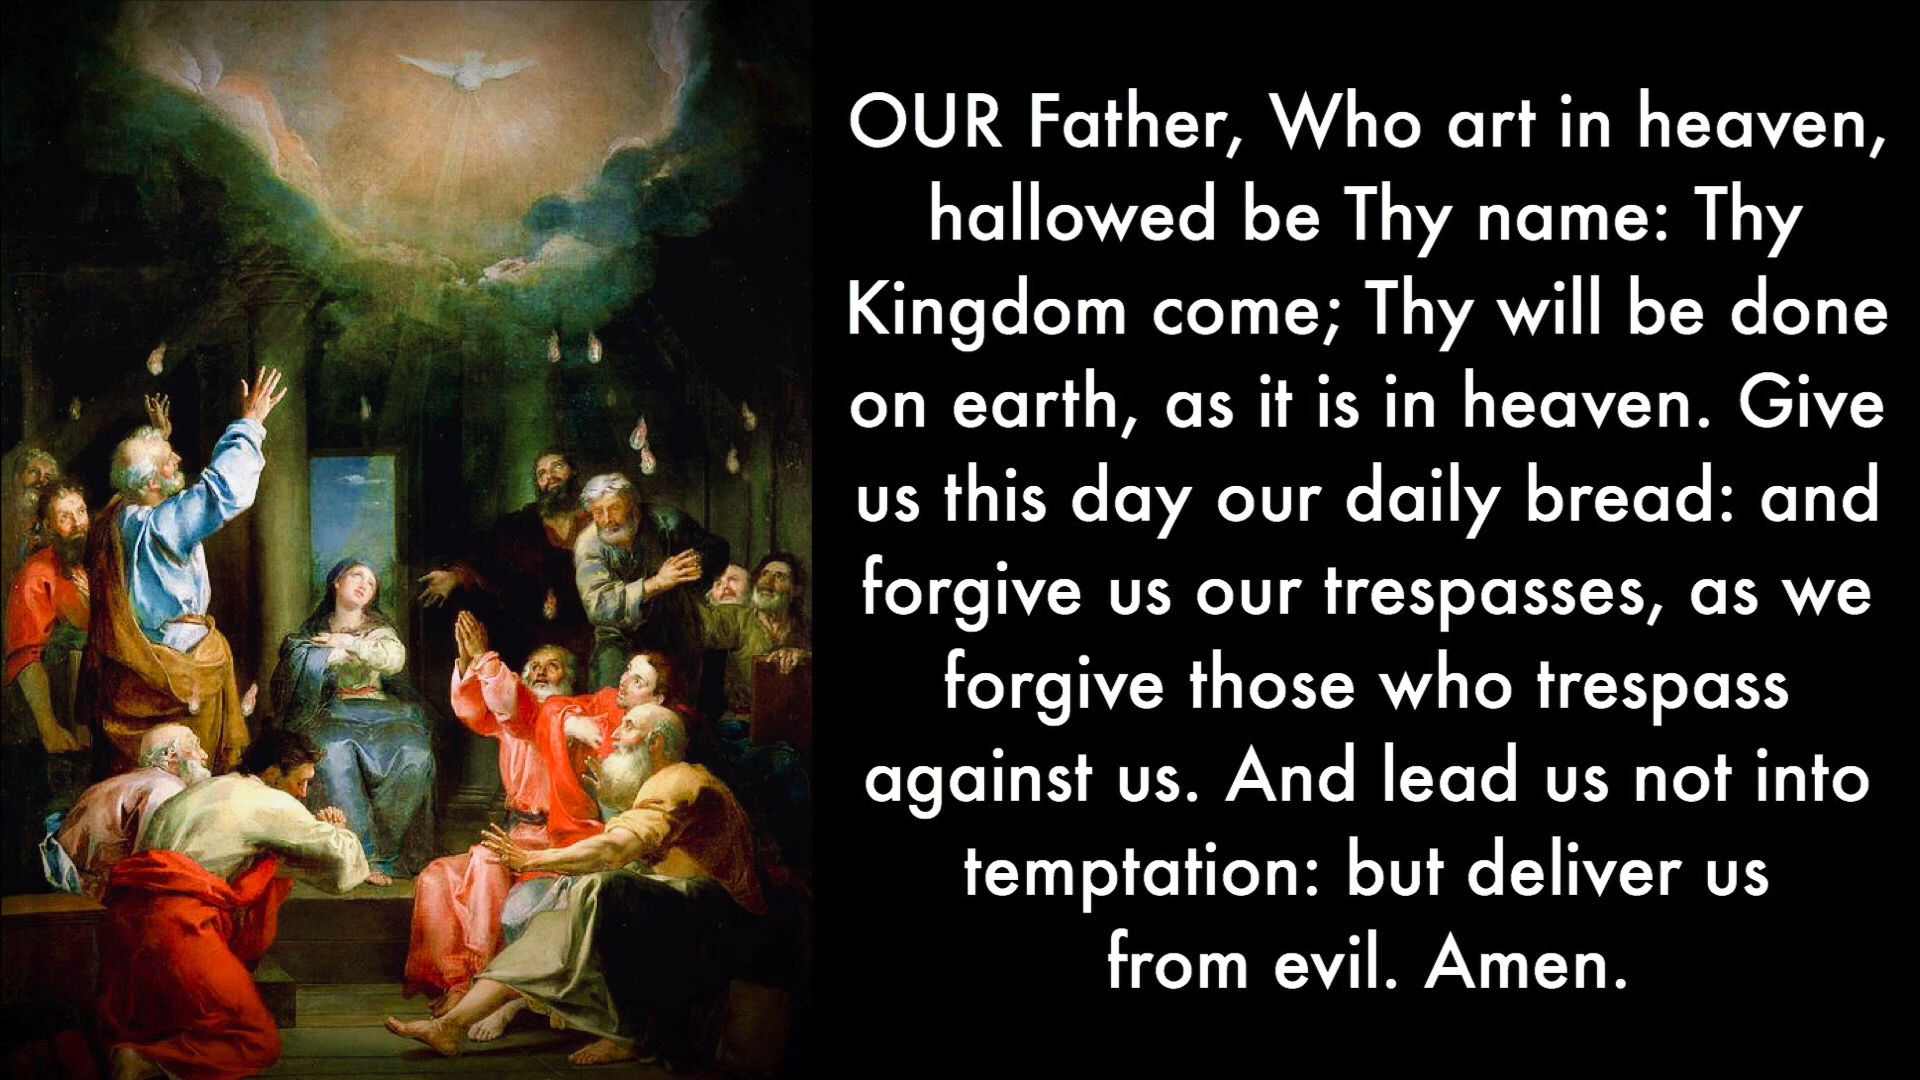 OUR Father, Who art in heaven,
hallowed be Thy name: Thy
Kingdom come; Thy will be done
on earth, as it is in heaven. Give
us this day our daily bread: and
forgive us our trespasses, as we
forgive those who trespass
against us. And lead us not into
temptation: but deliver us
from evil. Amen.